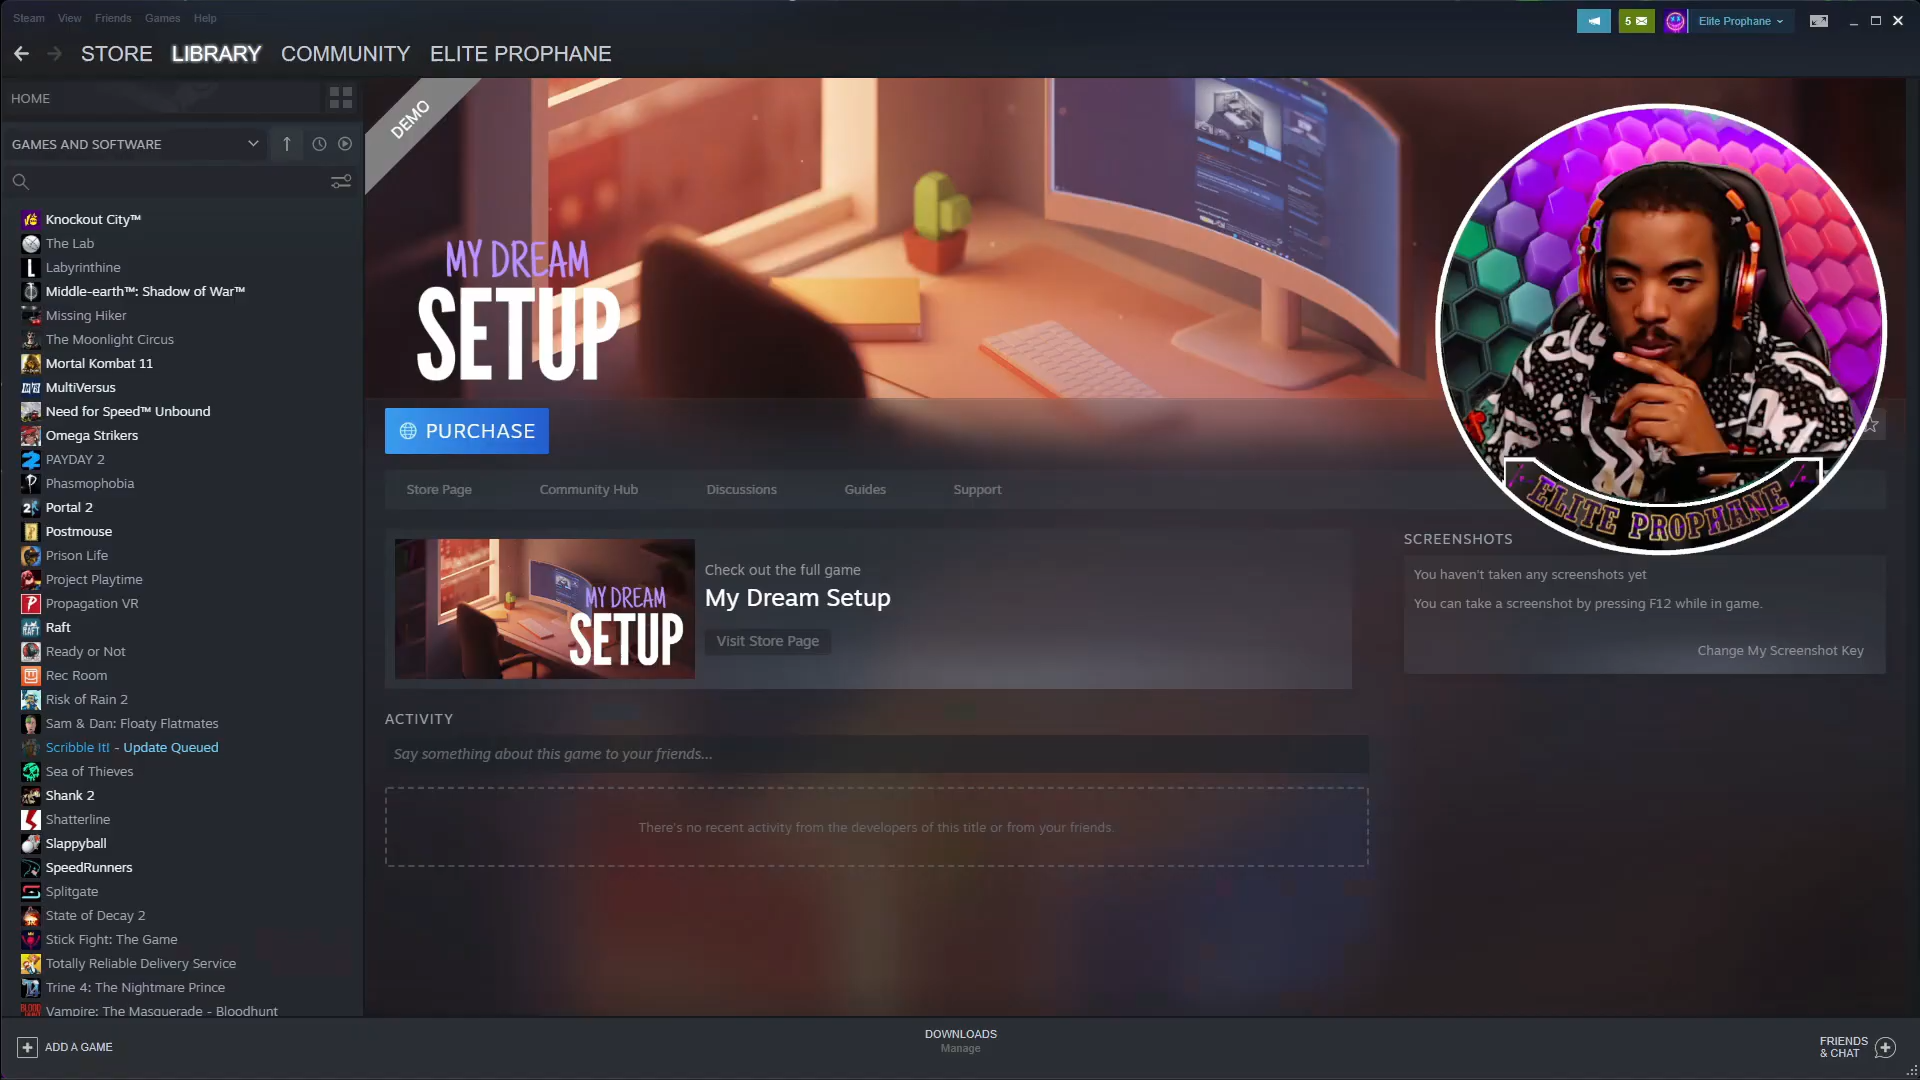 Steam View Friends Games Help
5
Elite Prophane
STORE LIBRARY COMMUNITY ELITE PROPHANE
HOME
GAMES AND SOFTWARE
Knockout City™
The Lab
Labyrinthine
Middle-earth™: Shadow of War™
Missing Hiker
The Moonlight Circus
Mortal Kombat 11
MultiVersus
Need for Speed™ Unbound
Omega Strikers
PAYDAY 2
Phasmophobia
Portal 2
Postmouse
Prison Life
Project Playtime
Propagation VR
Raft
Ready or Not
Rec Room
Risk of Rain 2
Sam & Dan: Floaty Flatmates
Scribble It! - Update Queued
Sea of Thieves
Shank 2
Shatterline
Slappyball
SpeedRunners
Splitgate
State of Decay 2
Stick Fight: The Game
Totally Reliable Delivery Service
Trine 4: The Nightmare Prince
Vampire: The Masquerade - Bloodhunt
DEMO
MY DREAM
SETUP
PURCHASE
Store Page Community Hub Discussions Guides Support
MY DREAM
SETUP
Check out the full game
My Dream Setup
Visit Store Page
ACTIVITY
Say something about this game to your friends...
There's no recent activity from the developers of this title or from your friends.
ELITE PROPHANE
SCREENSHOTS
You haven't taken any screenshots yet
You can take a screenshot by pressing F12 while in game.
Change My Screenshot Key
ADD A GAME
DOWNLOADS
Manage
FRIENDS
& CHAT